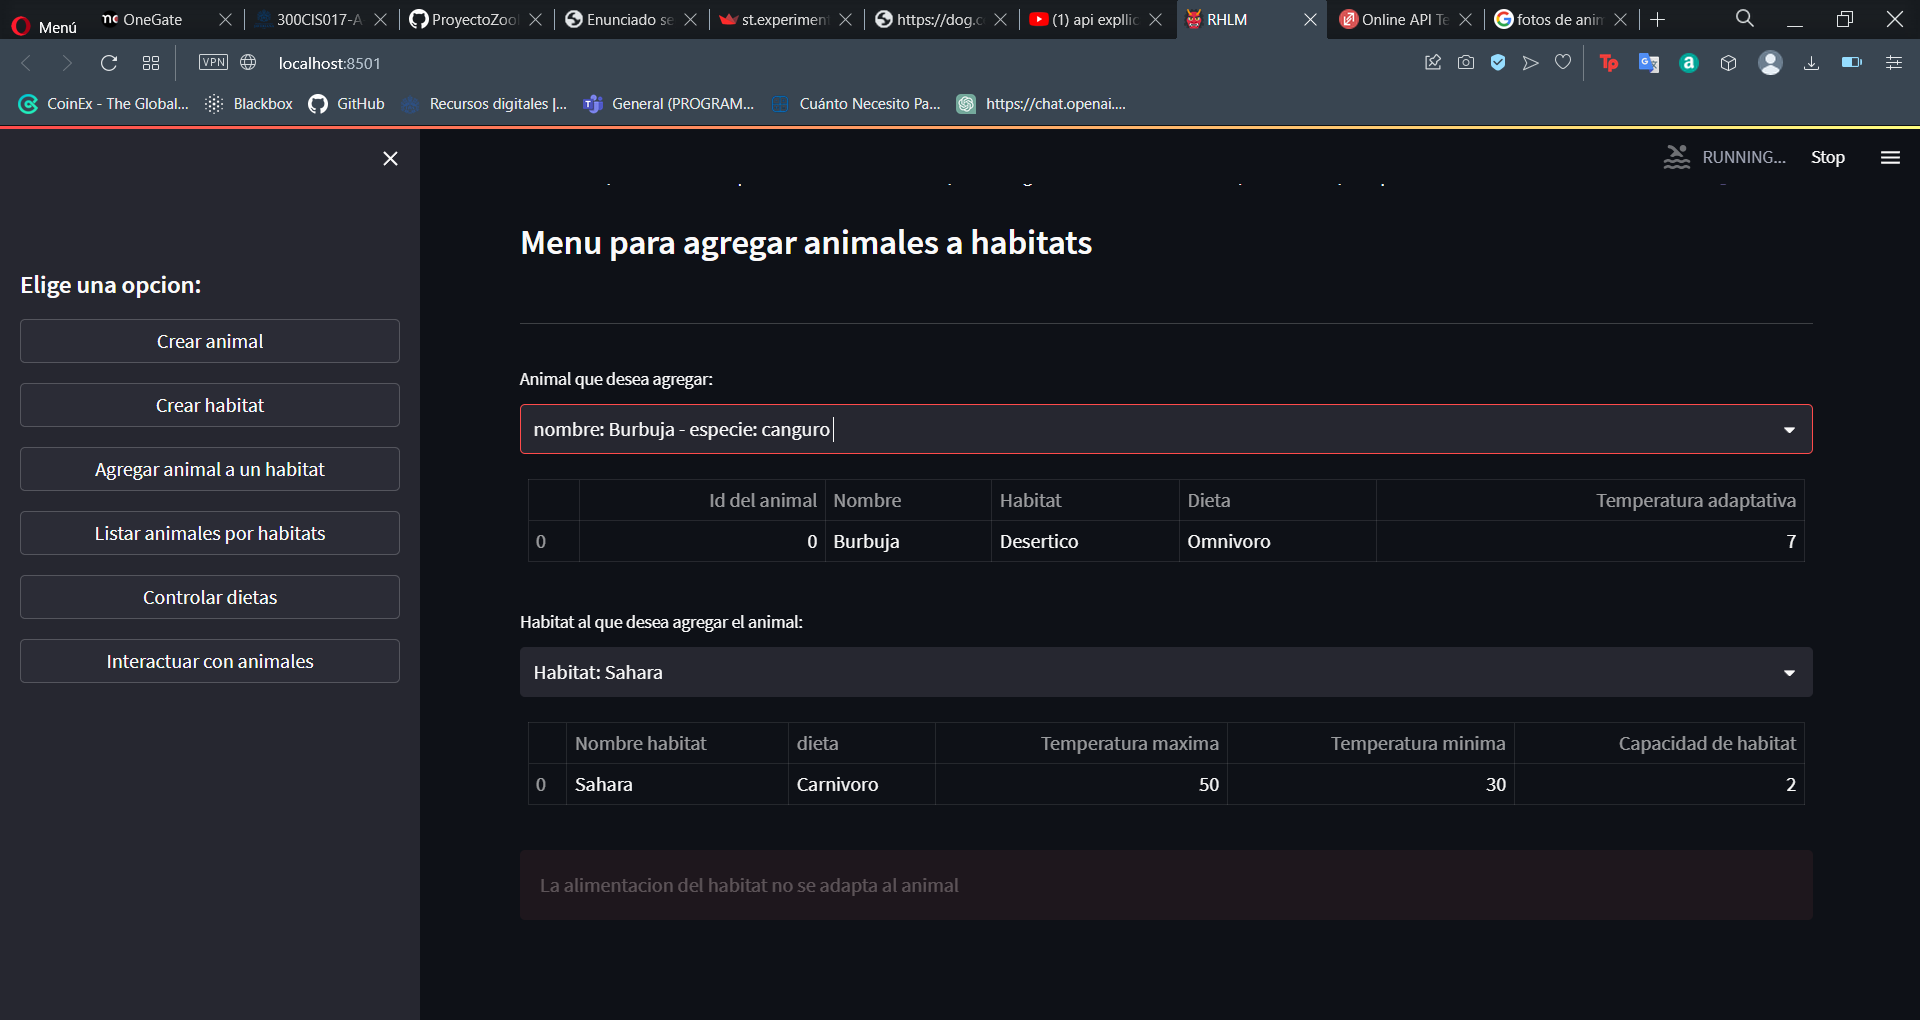 Menú
OneGate
300CIS017-A
ProyectoZool
Enunciado se
st.experimen
https://dog.c
(1) api expllic
RHLM
Online API Te
fotos de anim
VPN
localhost:8501
CoinEx - The Global...
Blackbox
GitHub
Recursos digitales |...
General (PROGRAM...
Cuánto Necesito Pa...
https://chat.openai....
RUNNING...
Stop
Elige una opcion:
Crear animal
Crear habitat
Agregar animal a un habitat
Listar animales por habitats
Controlar dietas
Interactuar con animales
Menu para agregar animales a habitats
Animal que desea agregar:
nombre: Burbuja - especie: canguro
Id del animal Nombre Habitat Dieta Temperatura adaptativa
0 0 Burbuja Desertico Omnivoro 7
Habitat al que desea agregar el animal:
Habitat: Sahara
Nombre habitat dieta Temperatura maxima Temperatura minima Capacidad de habitat
0 Sahara Carnivoro 50 30 2
La alimentacion del habitat no se adapta al animal